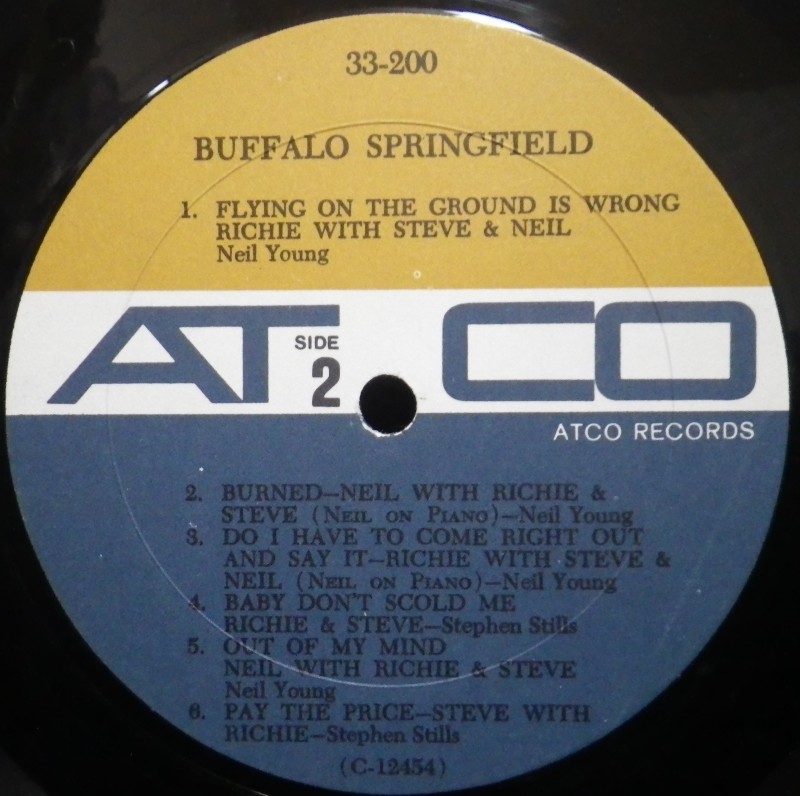 33-200
BUFFALO SPRINGFIELD
1. FLYING ON THE GROUND IS WRONG
RICHIE WITH STEVE & NEIL
Neil Young
ATCO
SIDE
2
ATCO RECORDS
2. BURNED—NEIL WITH RICHIE &
STEVE (NEIL ON PIANO)—Neil Young
3. DO I HAVE TO COME RIGHT OUT
AND SAY IT—RICHIE WITH STEVE &
NEIL (NEIL ON PIANO)—Neil Young
4. BABY DON'T SCOLD ME
RICHIE & STEVE—Stephen Stills
5. OUT OF MY MIND
NEIL WITH RICHIE & STEVE
Neil Young
6. PAY THE PRICE—STEVE WITH
RICHIE—Stephen Stills
(C-12454)